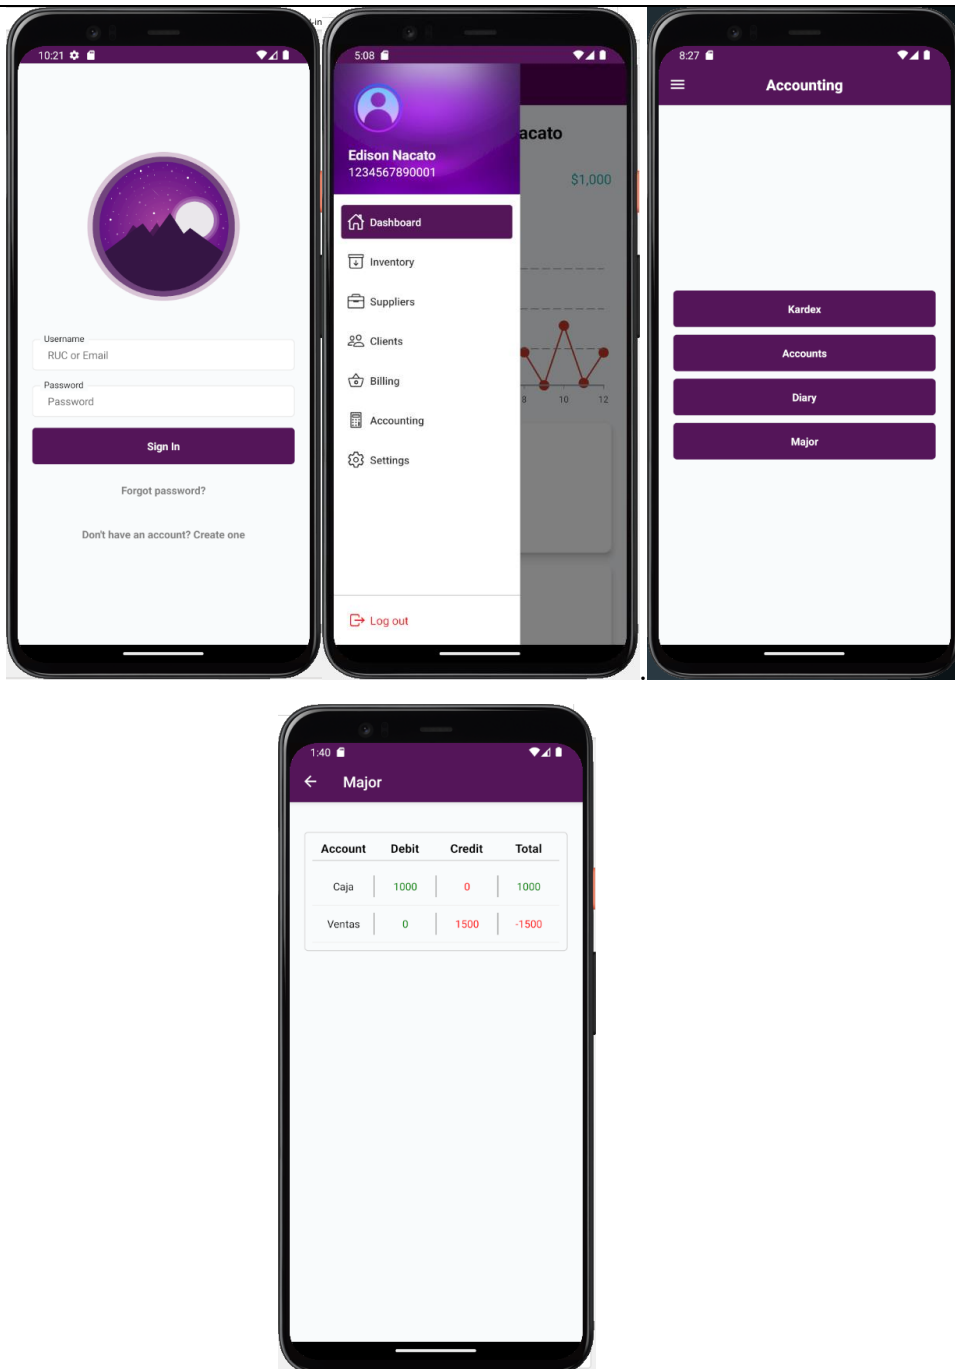 -in
10:21
Username
RUC or Email
Password
Password
Sign In
Forgot password?
Don't have an account? Create one
5:08
Edison Nacato
1234567890001
Dashboard
Inventory
Suppliers
Clients
Billing
Accounting
Settings
Log out
acato
$1,000
8 10 12
.
8:27
Accounting
Kardex
Accounts
Diary
Major
1:40
Major
Account Debit Credit Total
Caja 1000 0 1000
Ventas 0 1500 -1500